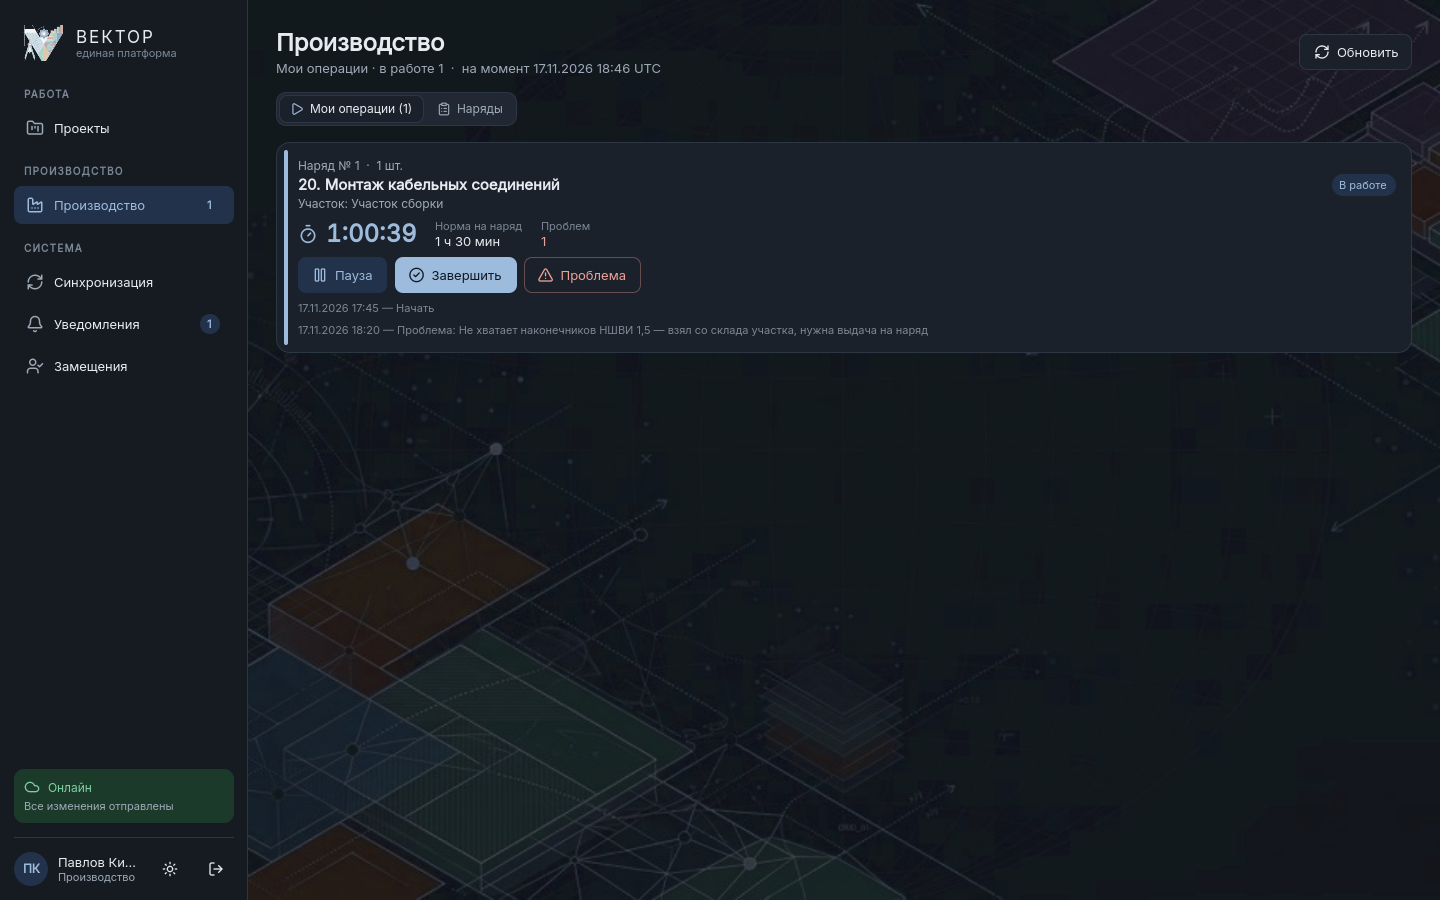 ВЕКТОР
единая платформа
РАБОТА
Проекты
ПРОИЗВОДСТВО
Производство 1
СИСТЕМА
Синхронизация
Уведомления 1
Замещения
Онлайн
Все изменения отправлены
ПК
Павлов Ки...
Производство
Производство
Мои операции · в работе 1 · на момент 17.11.2026 18:46 UTC
Обновить
Мои операции (1) Наряды
Наряд № 1 · 1 шт.
20. Монтаж кабельных соединений
В работе
Участок: Участок сборки
1:00:39
Норма на наряд
1 ч 30 мин
Проблем
1
Пауза Завершить Проблема
17.11.2026 17:45 — Начать
17.11.2026 18:20 — Проблема: Не хватает наконечников НШВИ 1,5 — взял со склада участка, нужна выдача на наряд